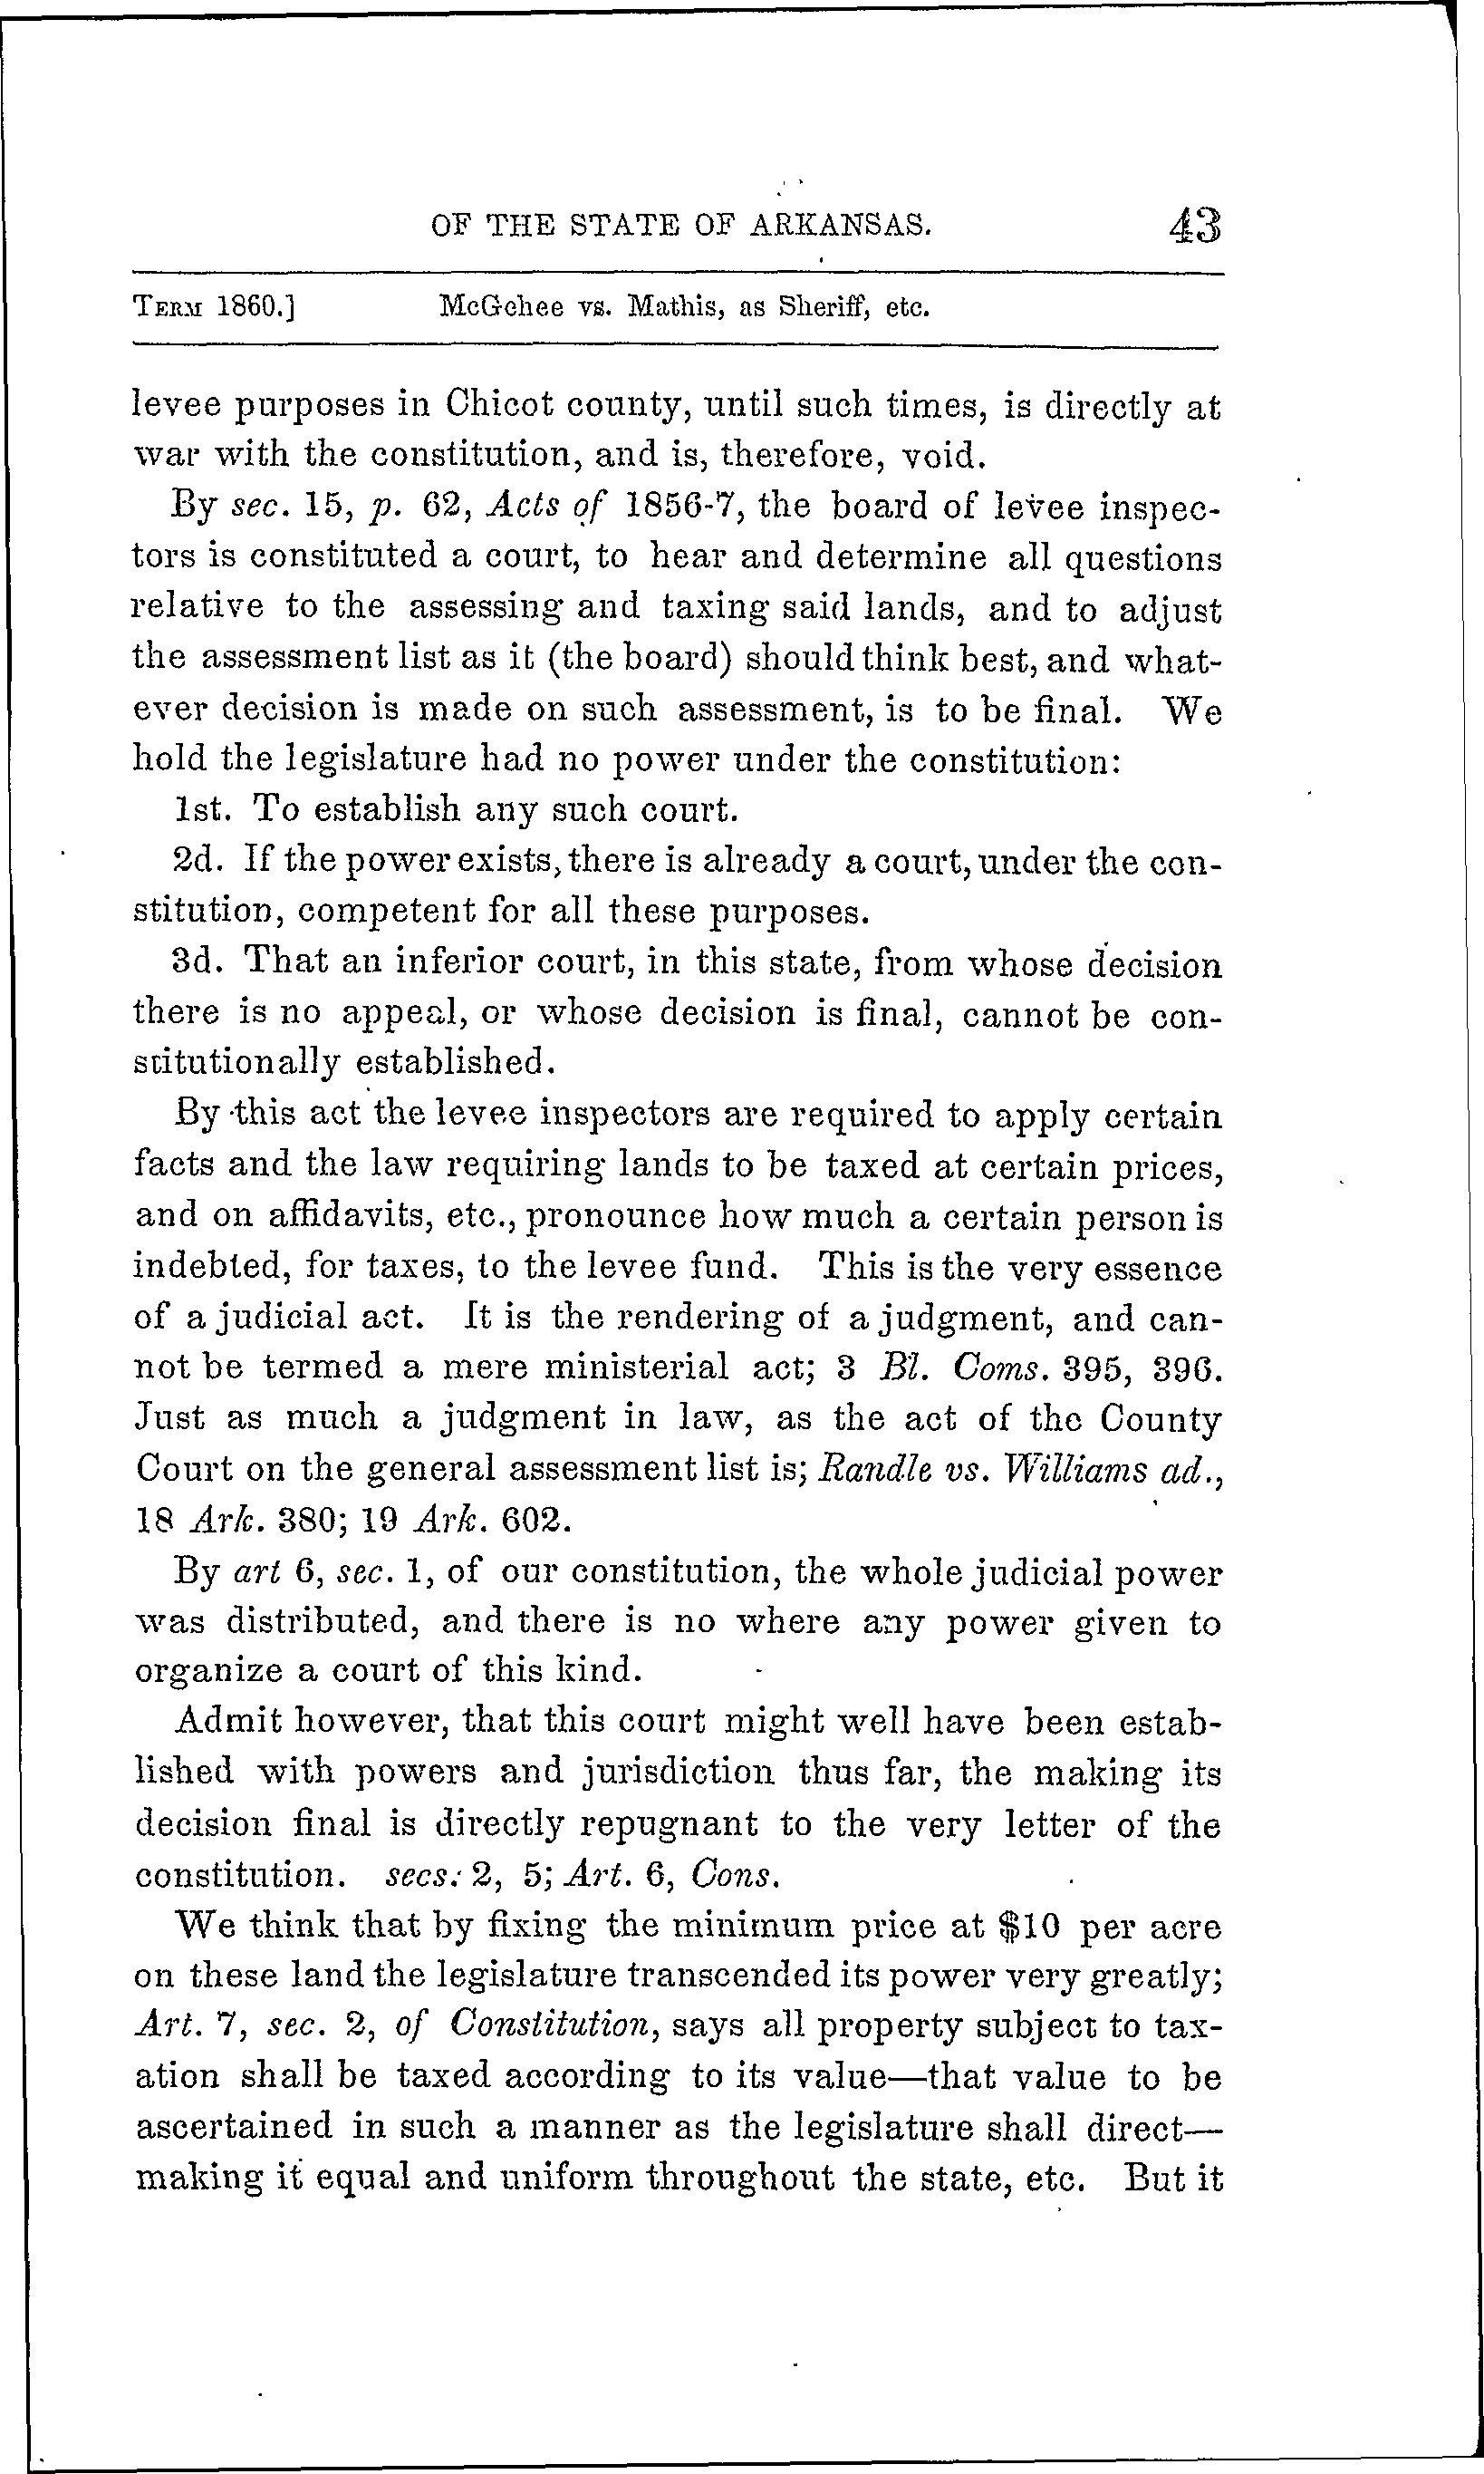 OF THE STATE OF ARKANSAS. 43
TERM 1860.] McGehee vs. Mathis, as Sheriff, etc.
levee purposes in Chicot county, until such times, is directly at
war with the constitution, and is, therefore, void.
By sec. 15, p. 62, Acts of 1856-7, the board of levee inspec-
tors is constituted a court, to hear and determine all questions
relative to the assessing and taxing said lands, and to adjust
the assessment list as it (the board) should think best, and what-
ever decision is made on such assessment, is to be final. We
hold the legislature had no power under the constitution:
1st. To establish any such court.
2d. If the power exists, there is already a court, under the con-
stitution, competent for all these purposes.
3d. That an inferior court, in this state, from whose decision
there is no appeal, or whose decision is final, cannot be con-
stitutionally established.
By this act the levee inspectors are required to apply certain
facts and the law requiring lands to be taxed at certain prices,
and on affidavits, etc., pronounce how much a certain person is
indebted, for taxes, to the levee fund. This is the very essence
of a judicial act. It is the rendering of a judgment, and can-
not be termed a mere ministerial act; 3 Bl. Coms. 395, 396.
Just as much a judgment in law, as the act of the County
Court on the general assessment list is; Randle vs. Williams ad.,
18 Ark. 380; 19 Ark. 602.
By art 6, sec. 1, of our constitution, the whole judicial power
was distributed, and there is no where any power given to
organize a court of this kind.
Admit however, that this court might well have been estab-
lished with powers and jurisdiction thus far, the making its
decision final is directly repugnant to the very letter of the
constitution. secs: 2, 5; Art. 6, Cons.
We think that by fixing the minimum price at $10 per acre
on these land the legislature transcended its power very greatly;
Art. 7, sec. 2, of Constitution, says all property subject to tax-
ation shall be taxed according to its value—that value to be
ascertained in such a manner as the legislature shall direct—
making it equal and uniform throughout the state, etc. But it